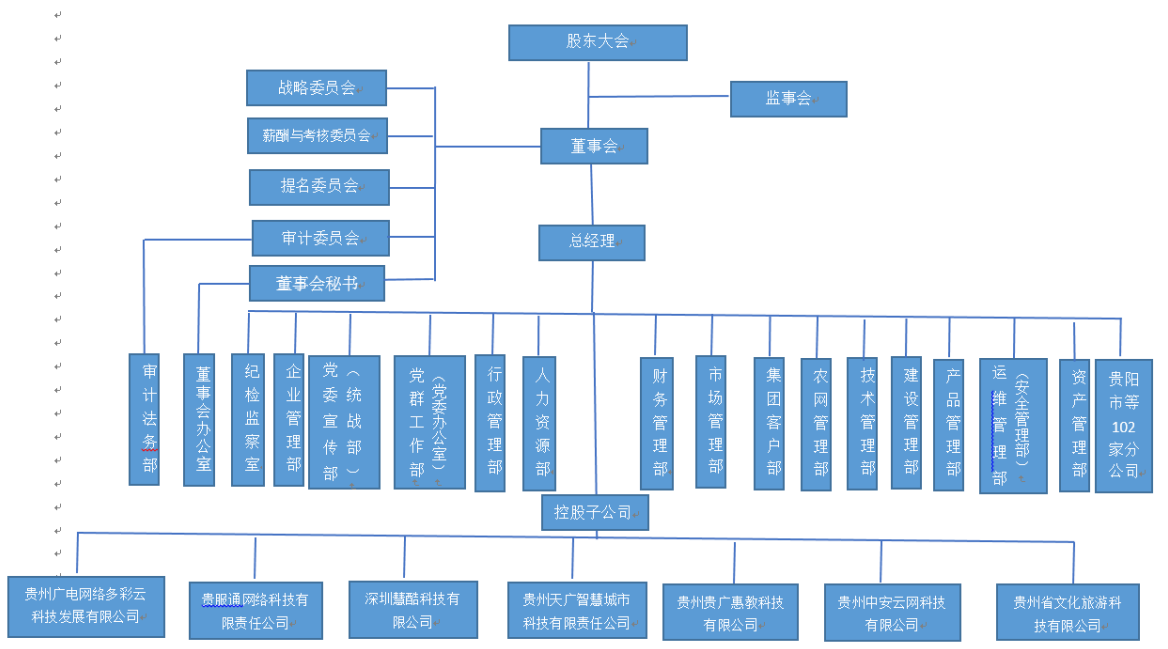 股东大会
战略委员会
监事会
薪酬与考核委员会
董事会
提名委员会
审计委员会
总经理
董事会秘书
审计法务部
董事会办公室
纪检监察室
企业管理部
党委宣传部
（统战部）
党群工作部
（党委办公室）
行政管理部
人力资源部
财务管理部
市场管理部
集团客户部
农网管理部
技术管理部
建设管理部
产品管理部
运维管理部
（安全管理部）
资产管理部
贵阳
市等
102
家分
公司
控股子公司
贵州广电网络多彩云
科技发展有限公司
贵服通网络科技有
限责任公司
深圳慧酷科技有
限公司
贵州天广智慧城市
科技有限责任公司
贵州贵广惠教科技
有限公司
贵州中安云网科技
有限公司
贵州省文化旅游科
技有限公司